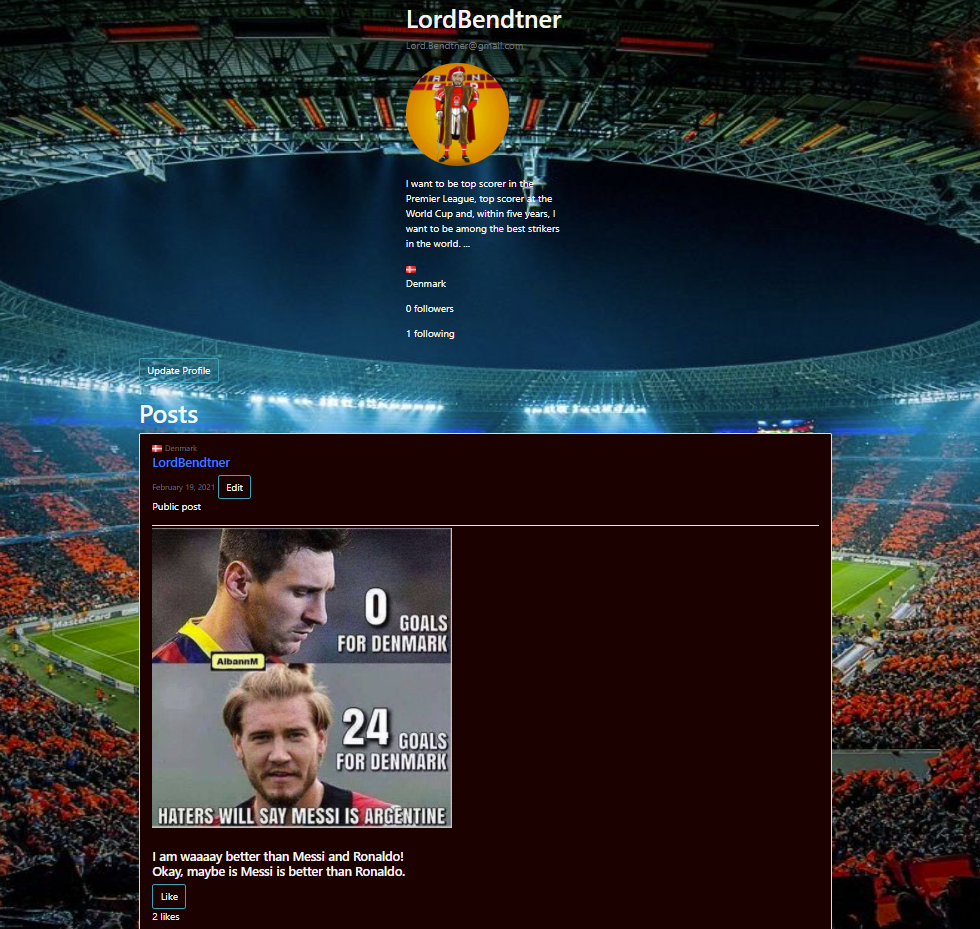 LordBendtner
Lord.Bendtner@gmail.com
I want to be top scorer in the
Premier League, top scorer at the
World Cup and, within five years, I
want to be among the best strikers
in the world. ...
Denmark
0 followers
1 following
Update Profile
Posts
Denmark
LordBendtner
February 19, 2021 Edit
Public post
0 GOALS
FOR DENMARK
AlbannM
24 GOALS
FOR DENMARK
HATERS WILL SAY MESSI IS ARGENTINE
I am waaaay better than Messi and Ronaldo!
Okay, maybe is Messi is better than Ronaldo.
Like
2 likes
MasterCard